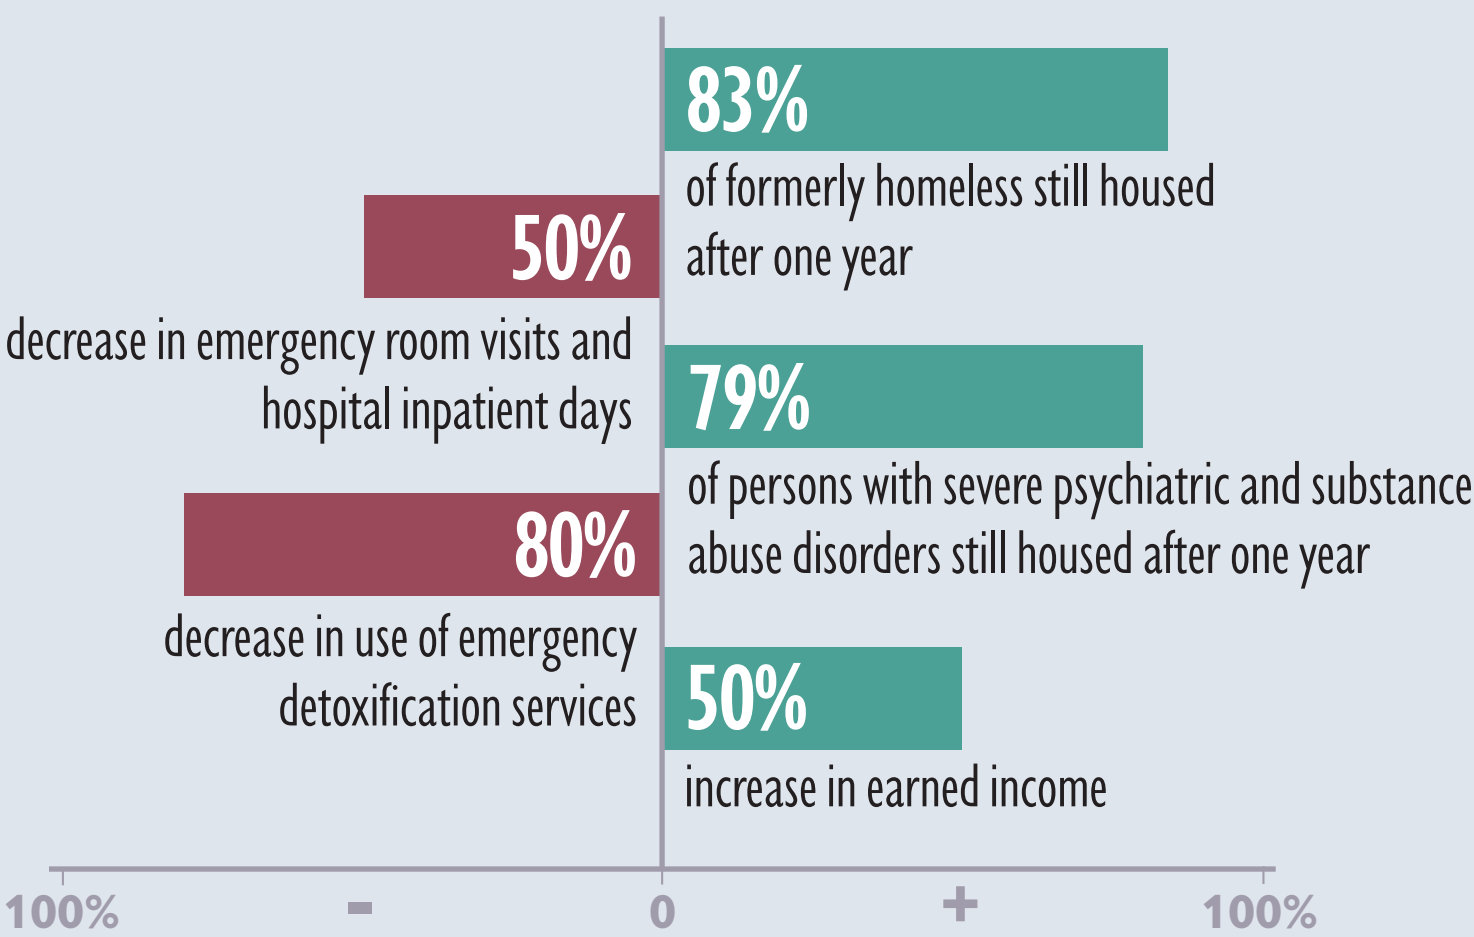 83%
of formerly homeless still housed
after one year
50%
decrease in emergency room visits and
hospital inpatient days
79%
of persons with severe psychiatric and substance
abuse disorders still housed after one year
80%
decrease in use of emergency
detoxification services
50%
increase in earned income
100% - 0 + 100%